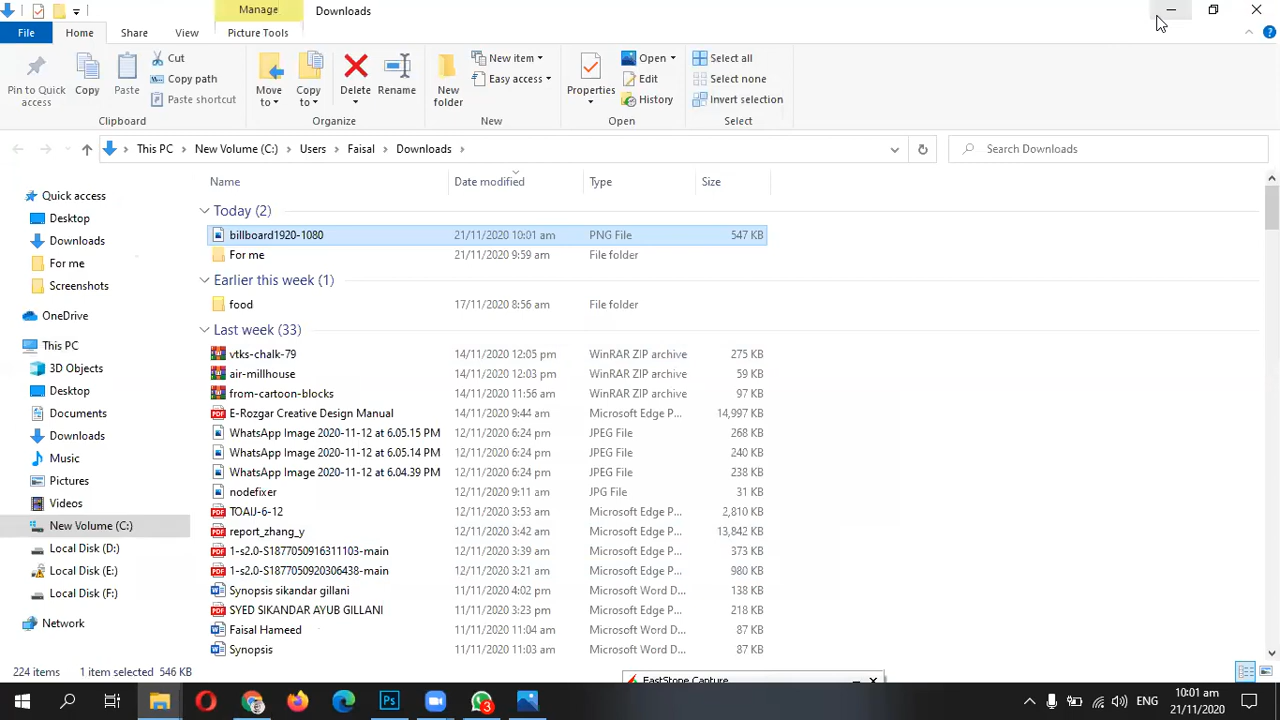 Manage
Downloads
File
Home
Share
View
Picture Tools
Pin to Quick access
Copy
Paste
Cut
Copy path
Paste shortcut
Clipboard
Move to
Copy to
Delete
Rename
Organize
New folder
New item
Easy access
New
Properties
Open
Edit
History
Open
Select all
Select none
Invert selection
Select
This PC > New Volume (C:) > Users > Faisal > Downloads >
Search Downloads
Quick access
Desktop
Downloads
For me
Screenshots
OneDrive
This PC
3D Objects
Desktop
Documents
Downloads
Music
Pictures
Videos
New Volume (C:)
Local Disk (D:)
Local Disk (E:)
Local Disk (F:)
Network
Name Date modified Type Size
Today (2)
billboard1920-1080 21/11/2020 10:01 am PNG File 547 KB
For me 21/11/2020 9:59 am File folder
Earlier this week (1)
food 17/11/2020 8:56 am File folder
Last week (33)
vtks-chalk-79 14/11/2020 12:05 pm WinRAR ZIP archive 275 KB
air-millhouse 14/11/2020 12:03 pm WinRAR ZIP archive 59 KB
from-cartoon-blocks 14/11/2020 11:56 am WinRAR ZIP archive 97 KB
E-Rozgar Creative Design Manual 14/11/2020 9:44 am Microsoft Edge P... 14,997 KB
WhatsApp Image 2020-11-12 at 6.05.15 PM 12/11/2020 6:24 pm JPEG File 268 KB
WhatsApp Image 2020-11-12 at 6.05.14 PM 12/11/2020 6:24 pm JPEG File 240 KB
WhatsApp Image 2020-11-12 at 6.04.39 PM 12/11/2020 6:24 pm JPEG File 238 KB
nodefixer 12/11/2020 9:11 am JPG File 31 KB
TOAIJ-6-12 12/11/2020 3:53 am Microsoft Edge P... 2,810 KB
report_zhang_y 12/11/2020 3:42 am Microsoft Edge P... 13,842 KB
1-s2.0-S1877050916311103-main 12/11/2020 3:39 am Microsoft Edge P... 373 KB
1-s2.0-S1877050920306438-main 12/11/2020 3:21 am Microsoft Edge P... 980 KB
Synopsis sikandar gillani 11/11/2020 4:02 pm Microsoft Word D... 138 KB
SYED SIKANDAR AYUB GILLANI 11/11/2020 3:23 pm Microsoft Edge P... 218 KB
Faisal Hameed 11/11/2020 11:04 am Microsoft Word D... 87 KB
Synopsis 11/11/2020 11:03 am Microsoft Word D... 87 KB
224 items 1 item selected 546 KB
FastStone Capture
Ps
3
ENG
10:01 am
21/11/2020